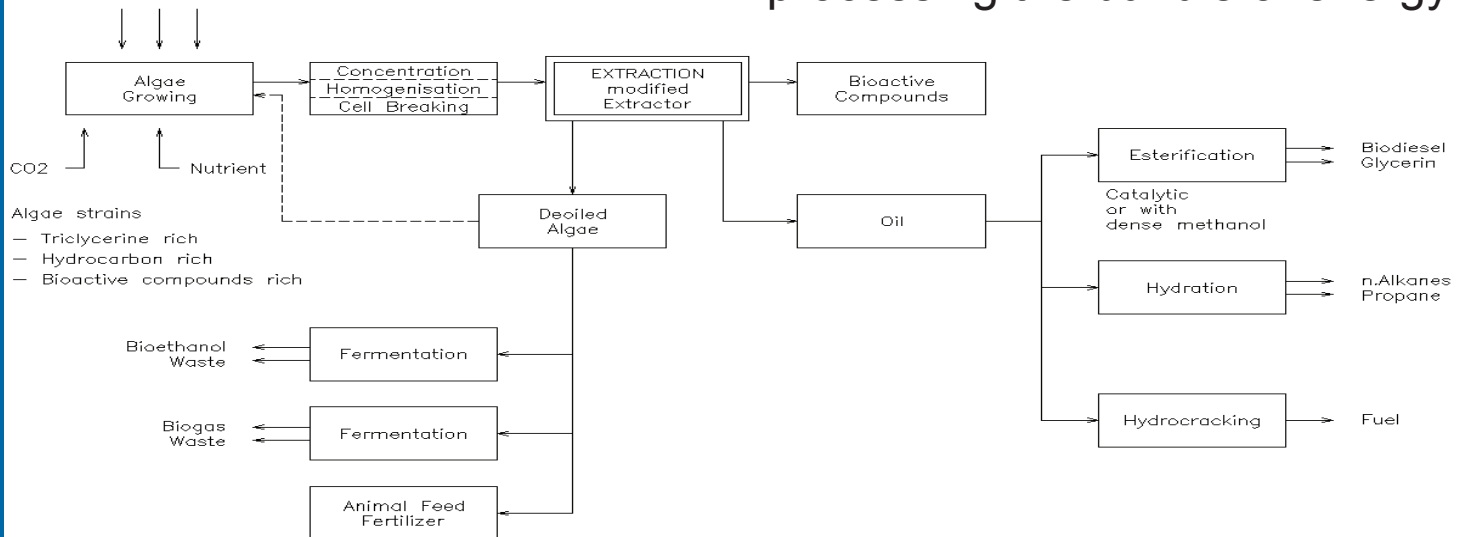 Algae
Growing
Concentration
Homogenisation
Cell Breaking
EXTRACTION
modified
Extractor
Bioactive
Compounds
CO2
Nutrient
Esterification
Biodiesel
Glycerin
Catalytic
or with
dense methanol
Algae strains
— Triclycerine rich
— Hydrocarbon rich
— Bioactive compounds rich
Deoiled
Algae
Oil
Hydration
n.Alkanes
Propane
Bioethanol
Waste
Fermentation
Biogas
Waste
Fermentation
Hydrocracking
Fuel
Animal Feed
Fertilizer